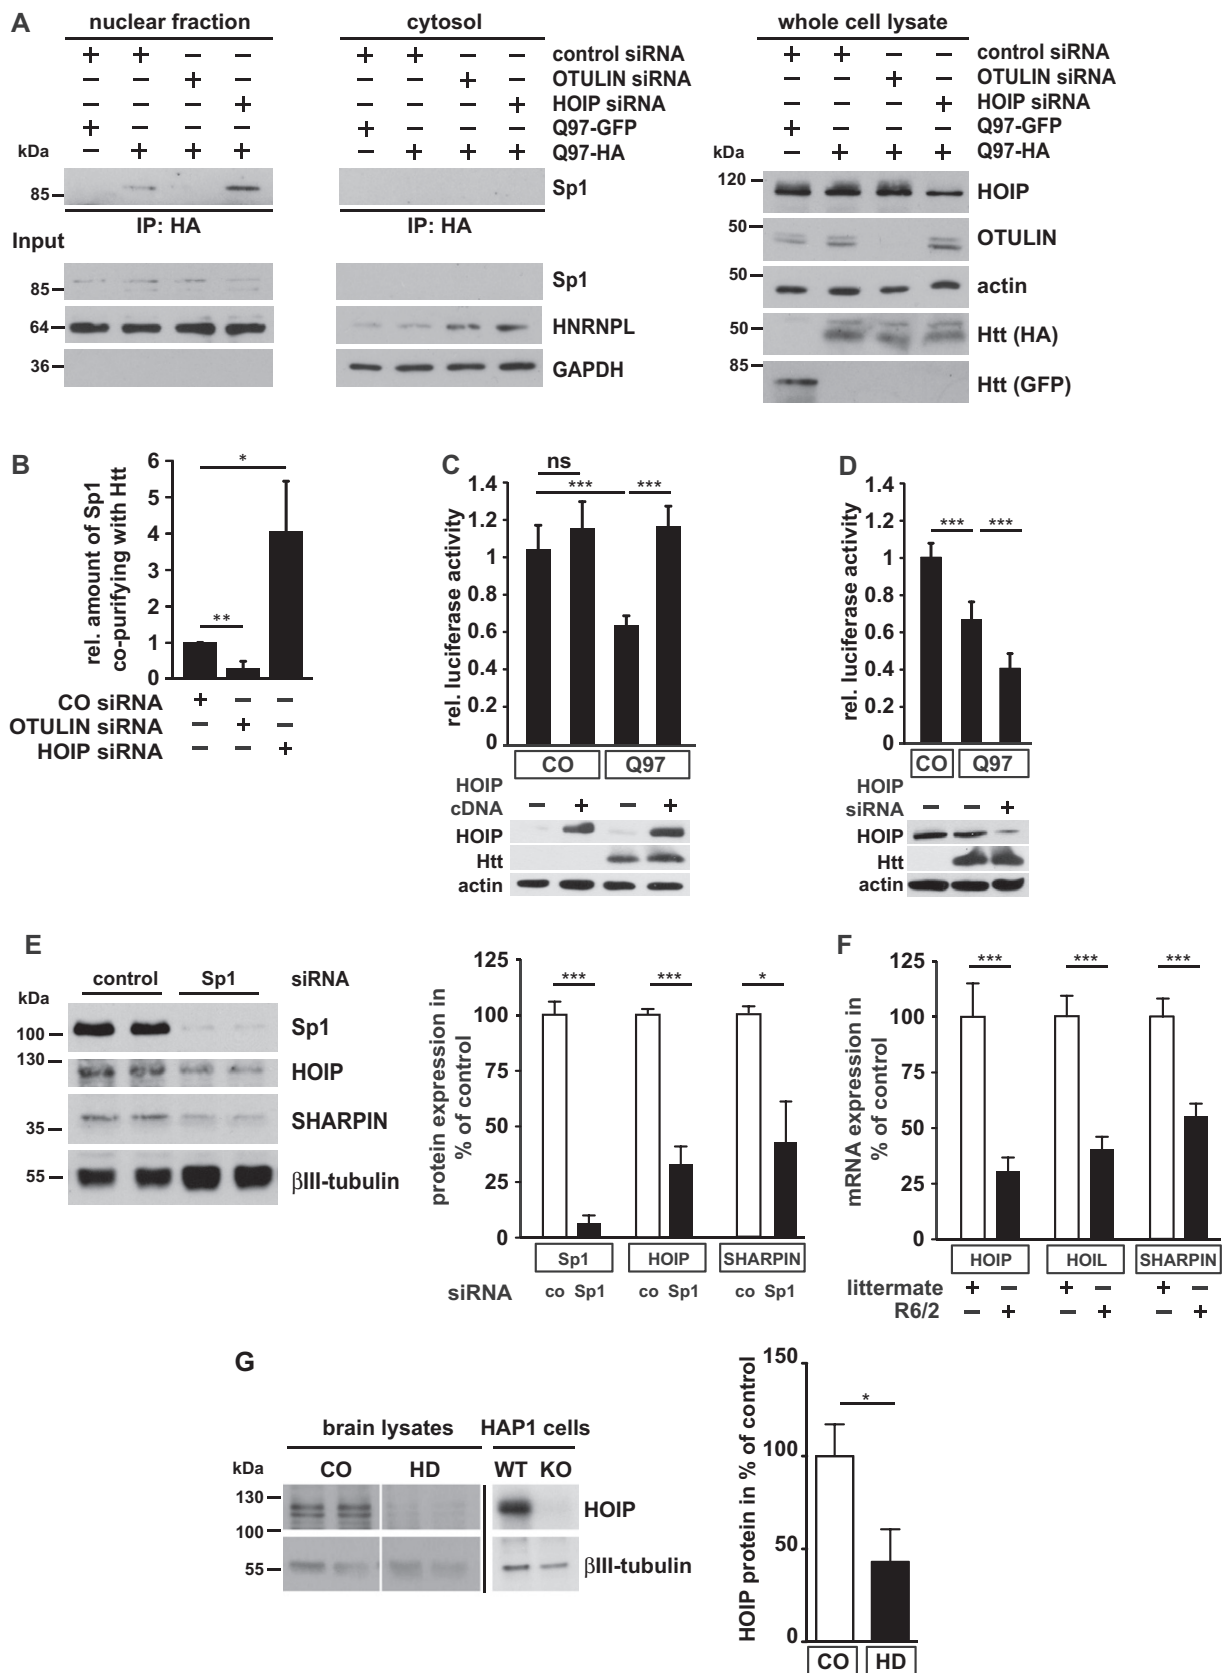 A
nuclear fraction
cytosol
whole cell lysate
+ + − − control siRNA
− − + − OTULIN siRNA
− − − + HOIP siRNA
+ − − − Q97-GFP
− + + + Q97-HA
+ + − − control siRNA
− − + − OTULIN siRNA
− − − + HOIP siRNA
+ − − − Q97-GFP
− + + + Q97-HA
kDa
85
Sp1
IP: HA
IP: HA
Input
85
Sp1
64
HNRNPL
36
GAPDH
kDa
120
HOIP
50
OTULIN
50
actin
50
Htt (HA)
85
Htt (GFP)
B
rel. amount of Sp1
co-purifying with Htt
6
5
4
3
2
1
0
*
**
CO siRNA + − −
OTULIN siRNA − + −
HOIP siRNA − − +
C
rel. luciferase activity
1.4
1.2
1
0.8
0.6
0.4
0.2
0
ns
*** ***
CO Q97
HOIP
cDNA − + − +
HOIP
Htt
actin
D
rel. luciferase activity
1.4
1.2
1
0.8
0.6
0.4
0.2
0
*** ***
CO Q97
HOIP
siRNA − − +
HOIP
Htt
actin
E
control Sp1 siRNA
kDa
100
Sp1
130
HOIP
35
SHARPIN
55
βIII-tubulin
protein expression in
% of control
125
100
75
50
25
0
*** *** *
Sp1 HOIP SHARPIN
siRNA co Sp1 co Sp1 co Sp1
F
mRNA expression in
% of control
125
100
75
50
25
0
*** *** ***
HOIP HOIL SHARPIN
littermate + − + − + −
R6/2 − + − + − +
G
brain lysates HAP1 cells
kDa CO HD WT KO
130
100
HOIP
55
βIII-tubulin
HOIP protein in % of control
150
100
50
0
*
CO HD